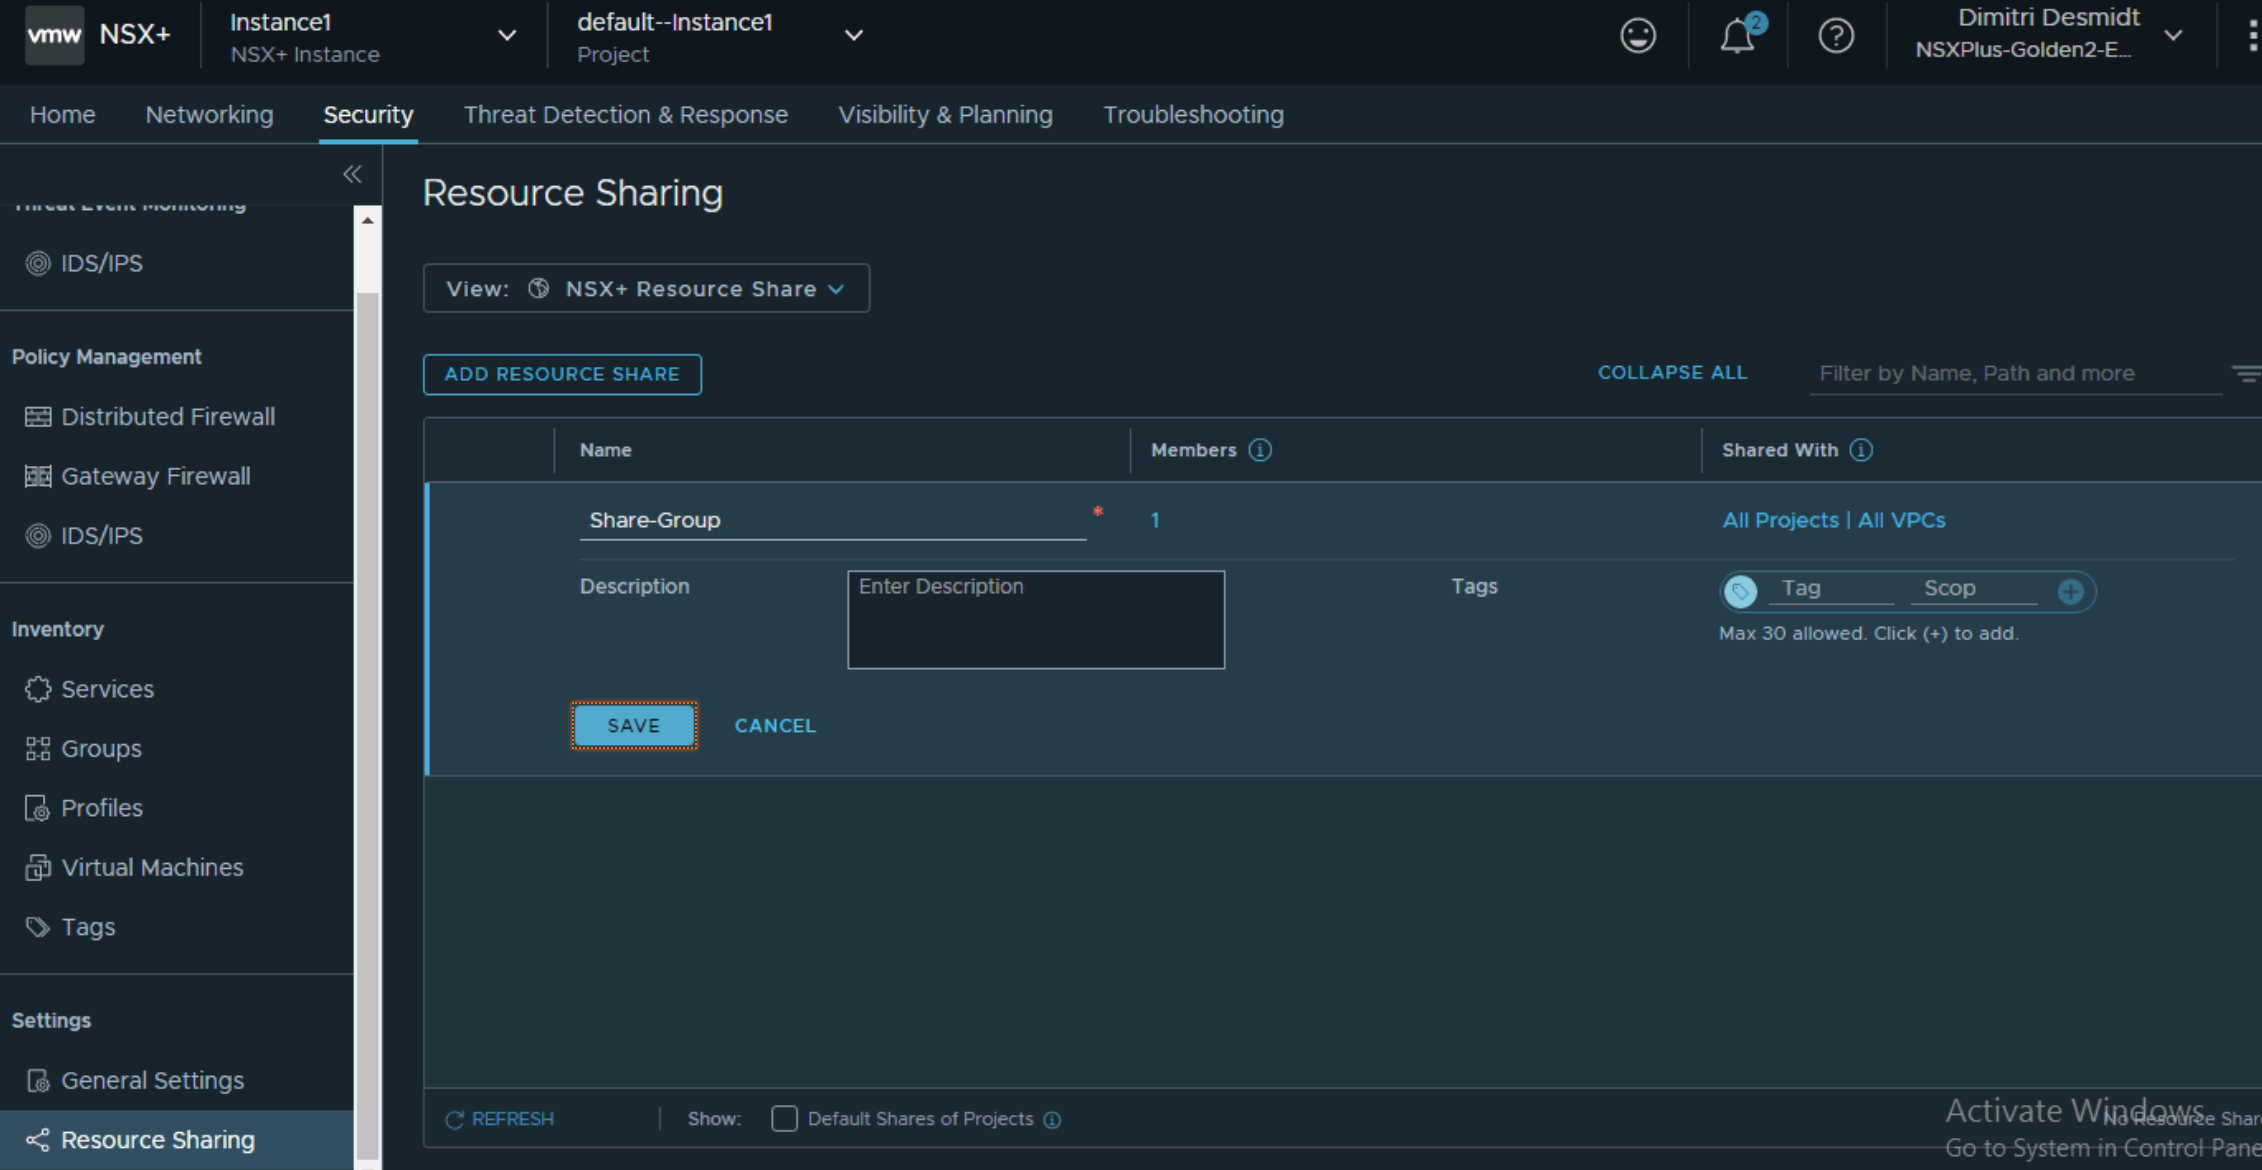 vmw NSX+
Instance1
NSX+ Instance
default--Instance1
Project
2
Dimitri Desmidt
NSXPlus-Golden2-E...
Home
Networking
Security
Threat Detection & Response
Visibility & Planning
Troubleshooting
Threat Event Monitoring
IDS/IPS
Policy Management
Distributed Firewall
Gateway Firewall
IDS/IPS
Inventory
Services
Groups
Profiles
Virtual Machines
Tags
Settings
General Settings
Resource Sharing
Resource Sharing
View: NSX+ Resource Share
ADD RESOURCE SHARE
COLLAPSE ALL
Filter by Name, Path and more
Name
Members
Shared With
Share-Group *
1
All Projects | All VPCs
Description
Enter Description
Tags
Tag
Scop
Max 30 allowed. Click (+) to add.
SAVE
CANCEL
REFRESH
Show:
Default Shares of Projects
No Resource Shar
Activate Windows
Go to System in Control Pane